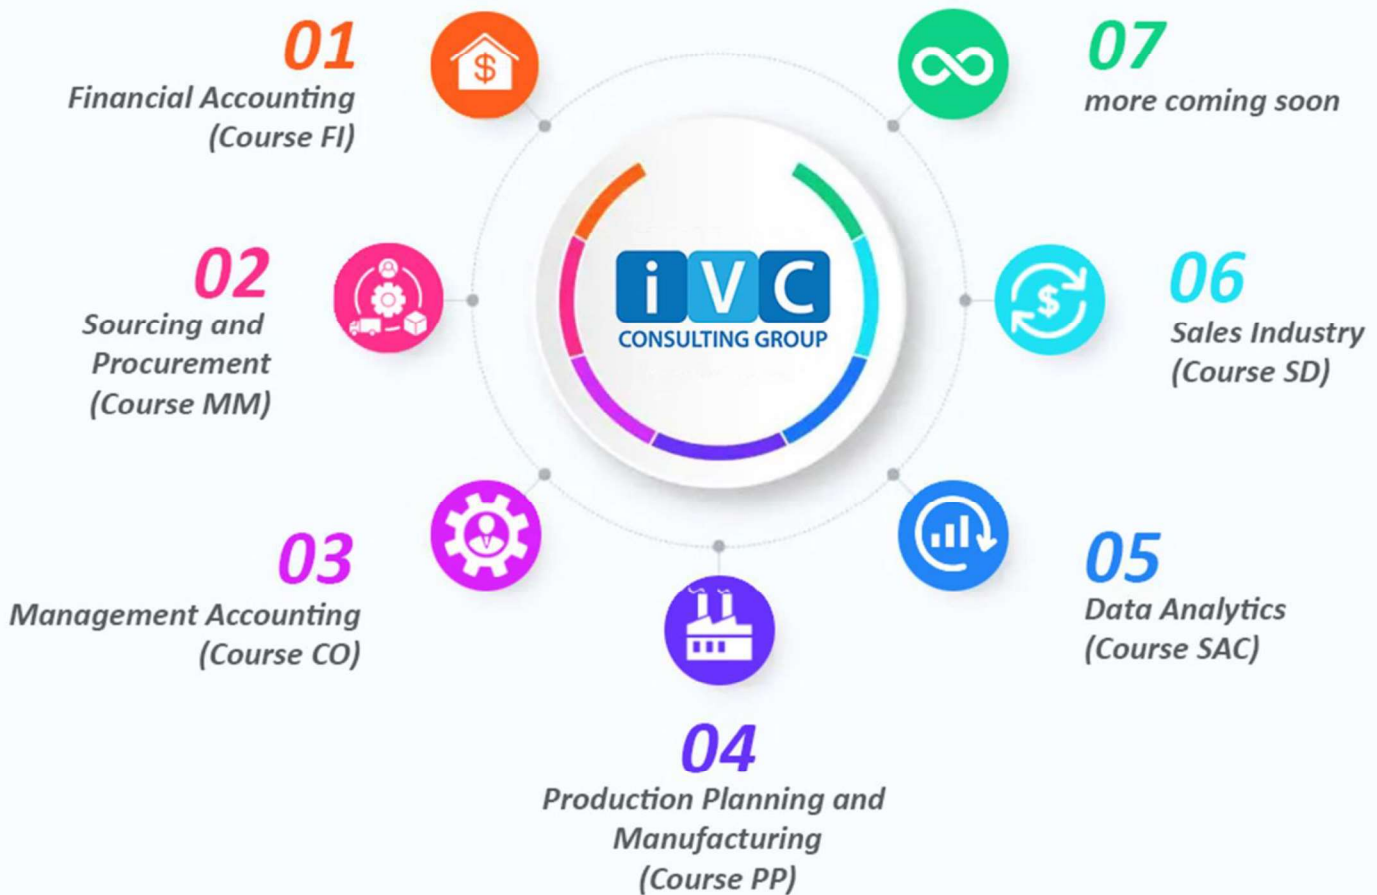 01
Financial Accounting
(Course FI)
02
Sourcing and
Procurement
(Course MM)
03
Management Accounting
(Course CO)
04
Production Planning and
Manufacturing
(Course PP)
05
Data Analytics
(Course SAC)
06
Sales Industry
(Course SD)
07
more coming soon
iVC
CONSULTING GROUP
$
$